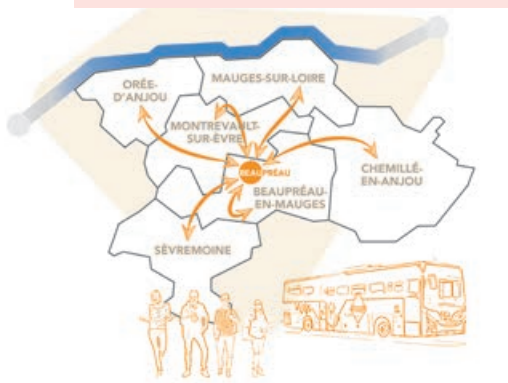 ORÉE-
D'ANJOU
MAUGES-SUR-LOIRE
MONTREVAULT-
SUR-ÈVRE
CHEMILLÉ-
EN-ANJOU
BEAUPRÉAU
BEAUPRÉAU-
EN-MAUGES
SÈVREMOINE